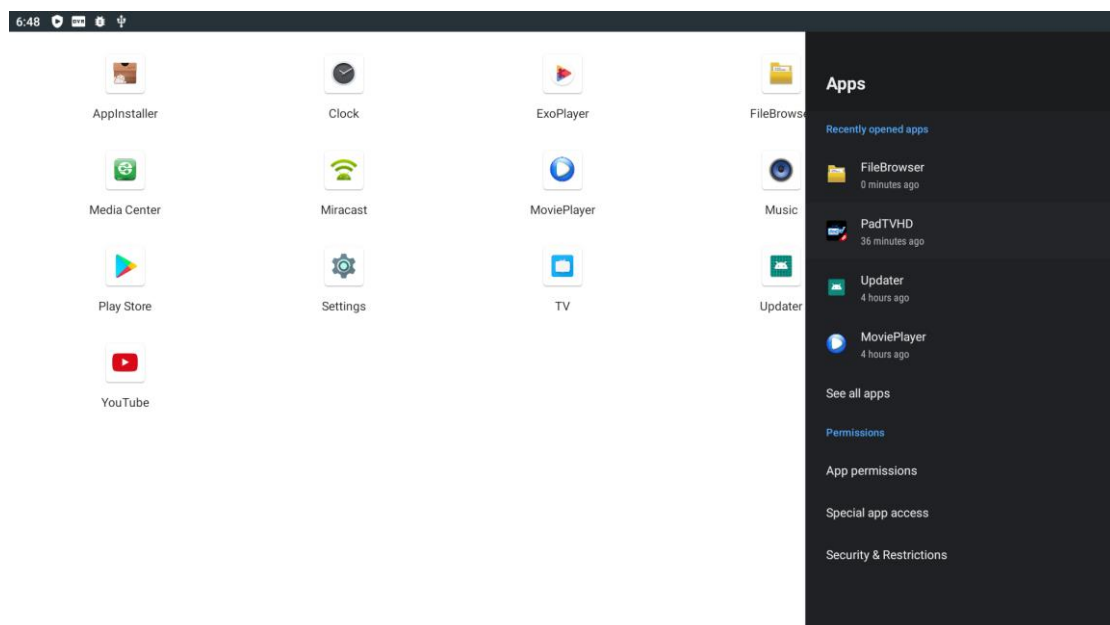 6:48
AppInstaller
Clock
ExoPlayer
FileBrowse
Media Center
Miracast
MoviePlayer
Music
Play Store
Settings
TV
Updater
YouTube
Apps
Recently opened apps
FileBrowser
0 minutes ago
PadTVHD
36 minutes ago
Updater
4 hours ago
MoviePlayer
4 hours ago
See all apps
Permissions
App permissions
Special app access
Security & Restrictions